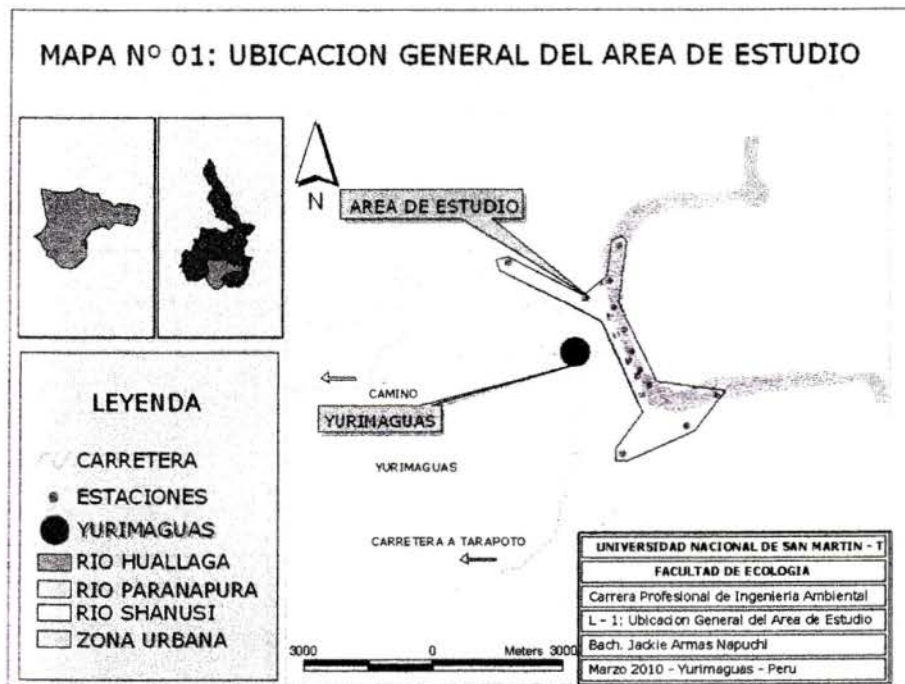 MAPA Nº 01: UBICACION GENERAL DEL AREA DE ESTUDIO
N
AREA DE ESTUDIO
CAMINO
YURIMAGUAS
YURIMAGUAS
CARRETERA A TARAPOTO
LEYENDA
CARRETERA
ESTACIONES
YURIMAGUAS
RIO HUALLAGA
RIO PARANAPURA
RIO SHANUSI
ZONA URBANA
3000 0 Meters 3000
UNIVERSIDAD NACIONAL DE SAN MARTIN - T
FACULTAD DE ECOLOGIA
Carrera Profesional de Ingenieria Ambiental
L - 1: Ubicacion General del Area de Estudio
Bach. Jackie Armas Napuchi
Marzo 2010 - Yurimaguas - Peru